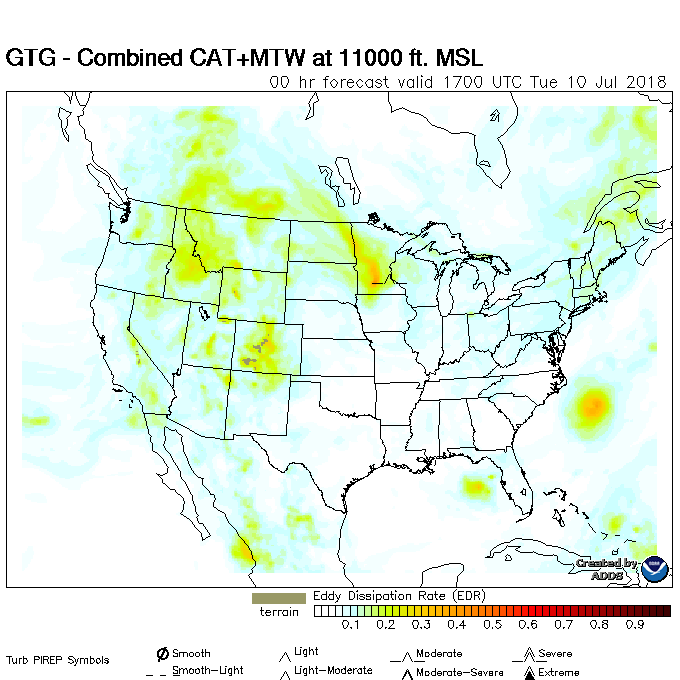 GTG - Combined CAT+MTW at 11000 ft. MSL
00 hr forecast valid 1700 UTC Tue 10 Jul 2018
Created by
ADDS
Eddy Dissipation Rate (EDR)
terrain
0.1 0.2 0.3 0.4 0.5 0.6 0.7 0.8 0.9
Turb PIREP Symbols
Smooth Light Moderate Severe
Smooth-Light Light-Moderate Moderate-Severe Extreme